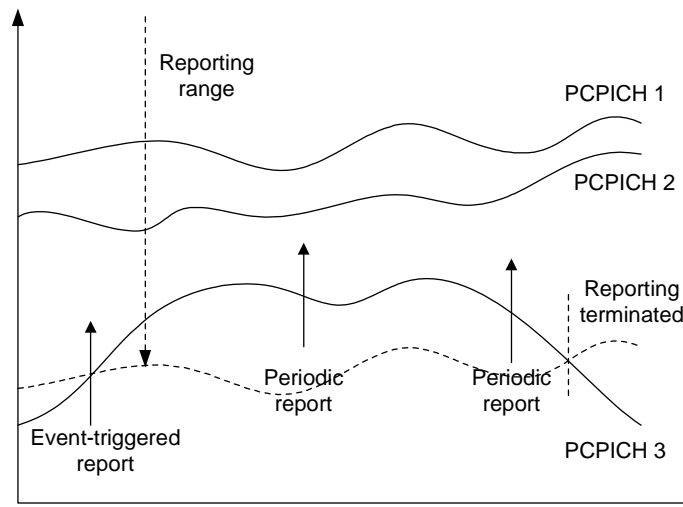 Reporting
range
PCPICH 1
PCPICH 2
Reporting
terminated
Periodic
report
Periodic
report
Event-triggered
report
PCPICH 3